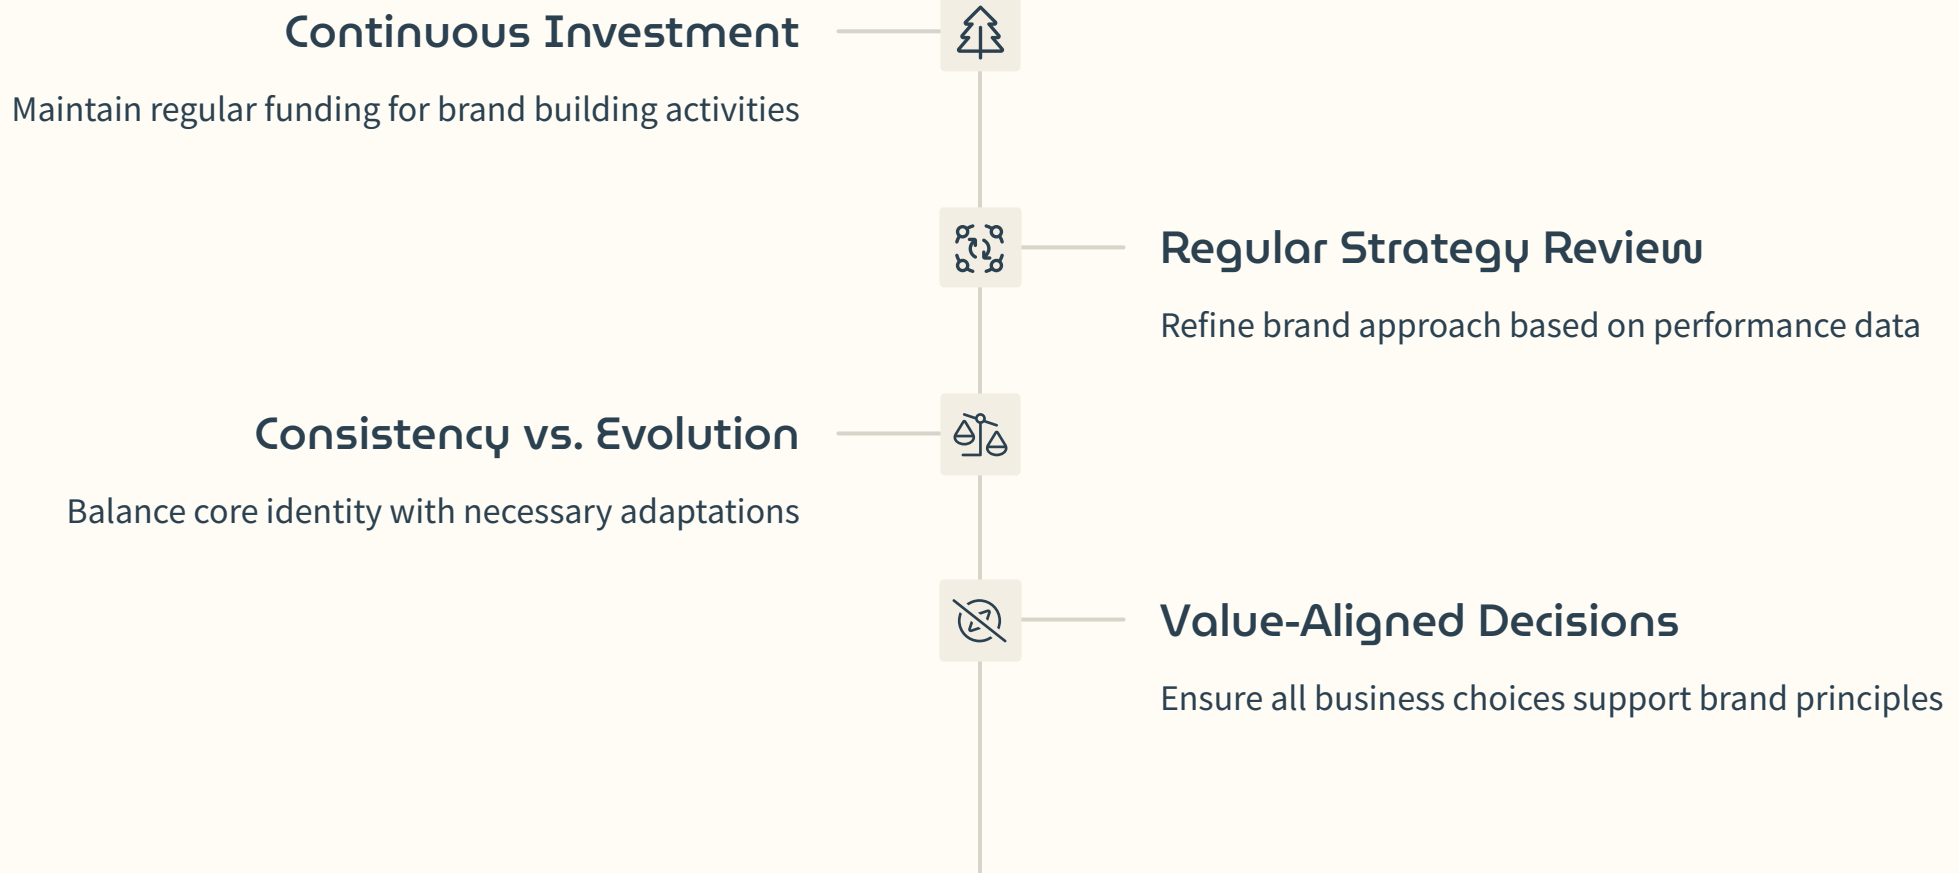 Continuous Investment
Maintain regular funding for brand building activities
Regular Strategy Review
Refine brand approach based on performance data
Consistency vs. Evolution
Balance core identity with necessary adaptations
Value-Aligned Decisions
Ensure all business choices support brand principles